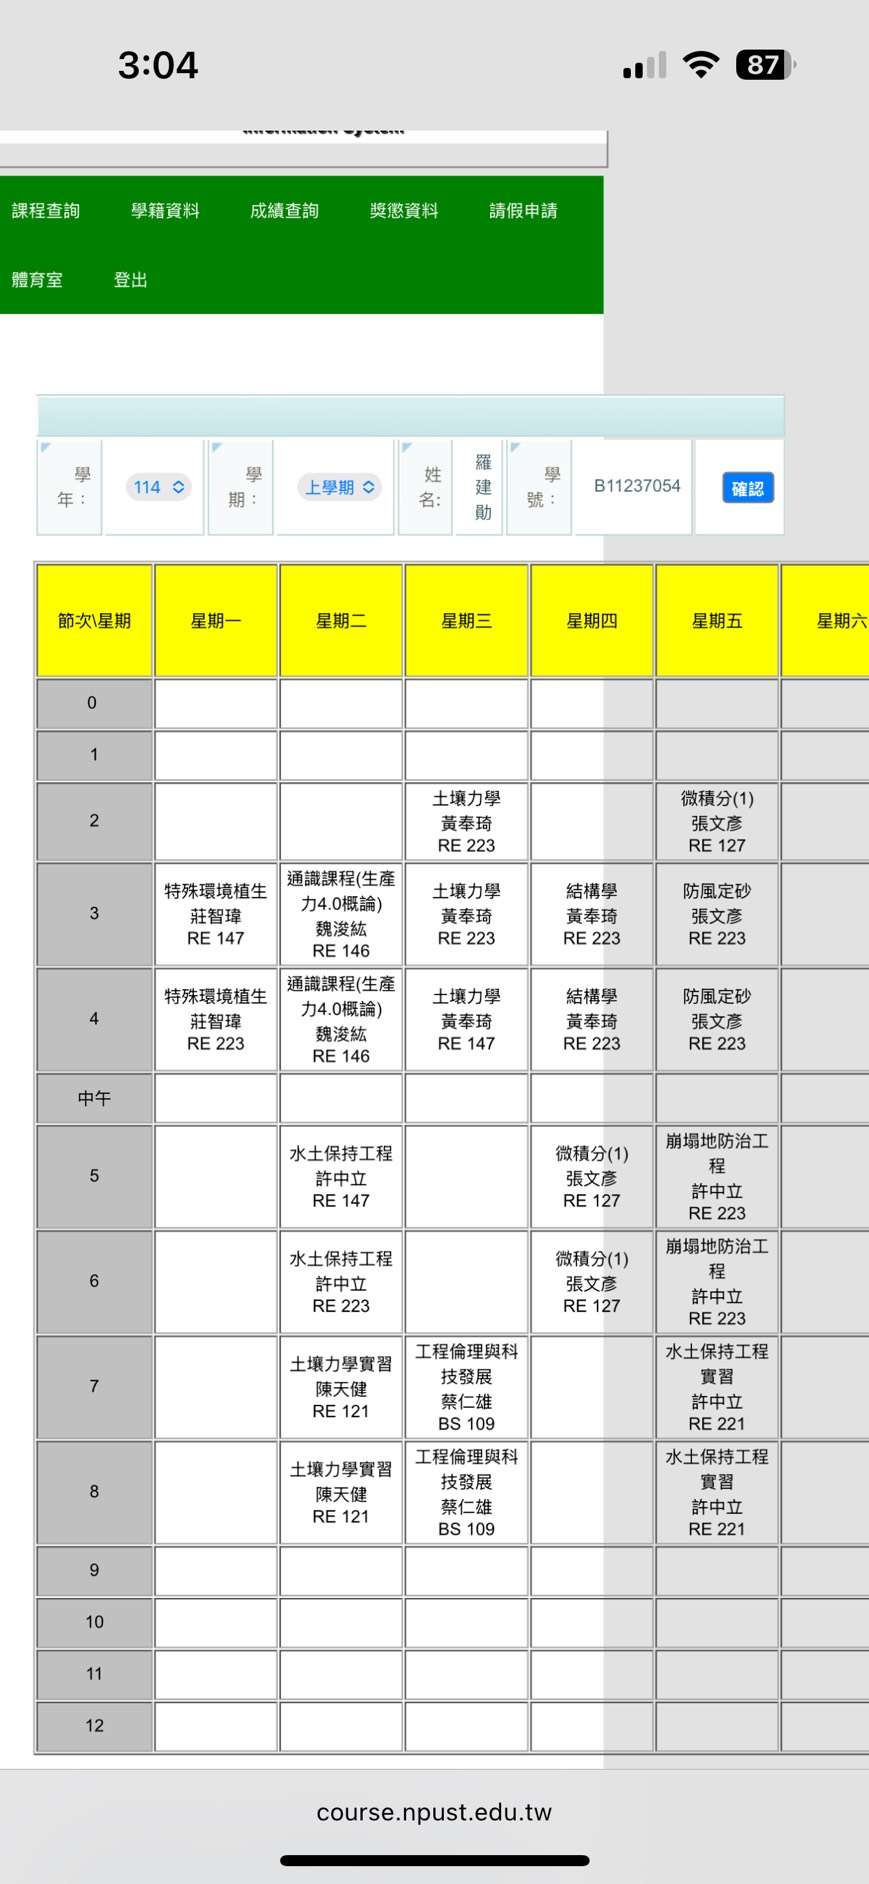 3:04
87
課程查詢 學籍資料 成績查詢 獎懲資料 請假申請
體育室 登出
學年： 114 學期： 上學期 姓名: 羅建勛 學號： B11237054 確認
節次\星期 星期一 星期二 星期三 星期四 星期五 星期六
0
1
2
土壤力學
黃奉琦
RE 223
微積分(1)
張文彥
RE 127
3
特殊環境植生
莊智瑋
RE 147
通識課程(生產
力4.0概論)
魏浚紘
RE 146
土壤力學
黃奉琦
RE 223
結構學
黃奉琦
RE 223
防風定砂
張文彥
RE 223
4
特殊環境植生
莊智瑋
RE 223
通識課程(生產
力4.0概論)
魏浚紘
RE 146
土壤力學
黃奉琦
RE 147
結構學
黃奉琦
RE 223
防風定砂
張文彥
RE 223
中午
5
水土保持工程
許中立
RE 147
微積分(1)
張文彥
RE 127
崩塌地防治工
程
許中立
RE 223
6
水土保持工程
許中立
RE 223
微積分(1)
張文彥
RE 127
崩塌地防治工
程
許中立
RE 223
7
土壤力學實習
陳天健
RE 121
工程倫理與科
技發展
蔡仁雄
BS 109
水土保持工程
實習
許中立
RE 221
8
土壤力學實習
陳天健
RE 121
工程倫理與科
技發展
蔡仁雄
BS 109
水土保持工程
實習
許中立
RE 221
9
10
11
12
course.npust.edu.tw